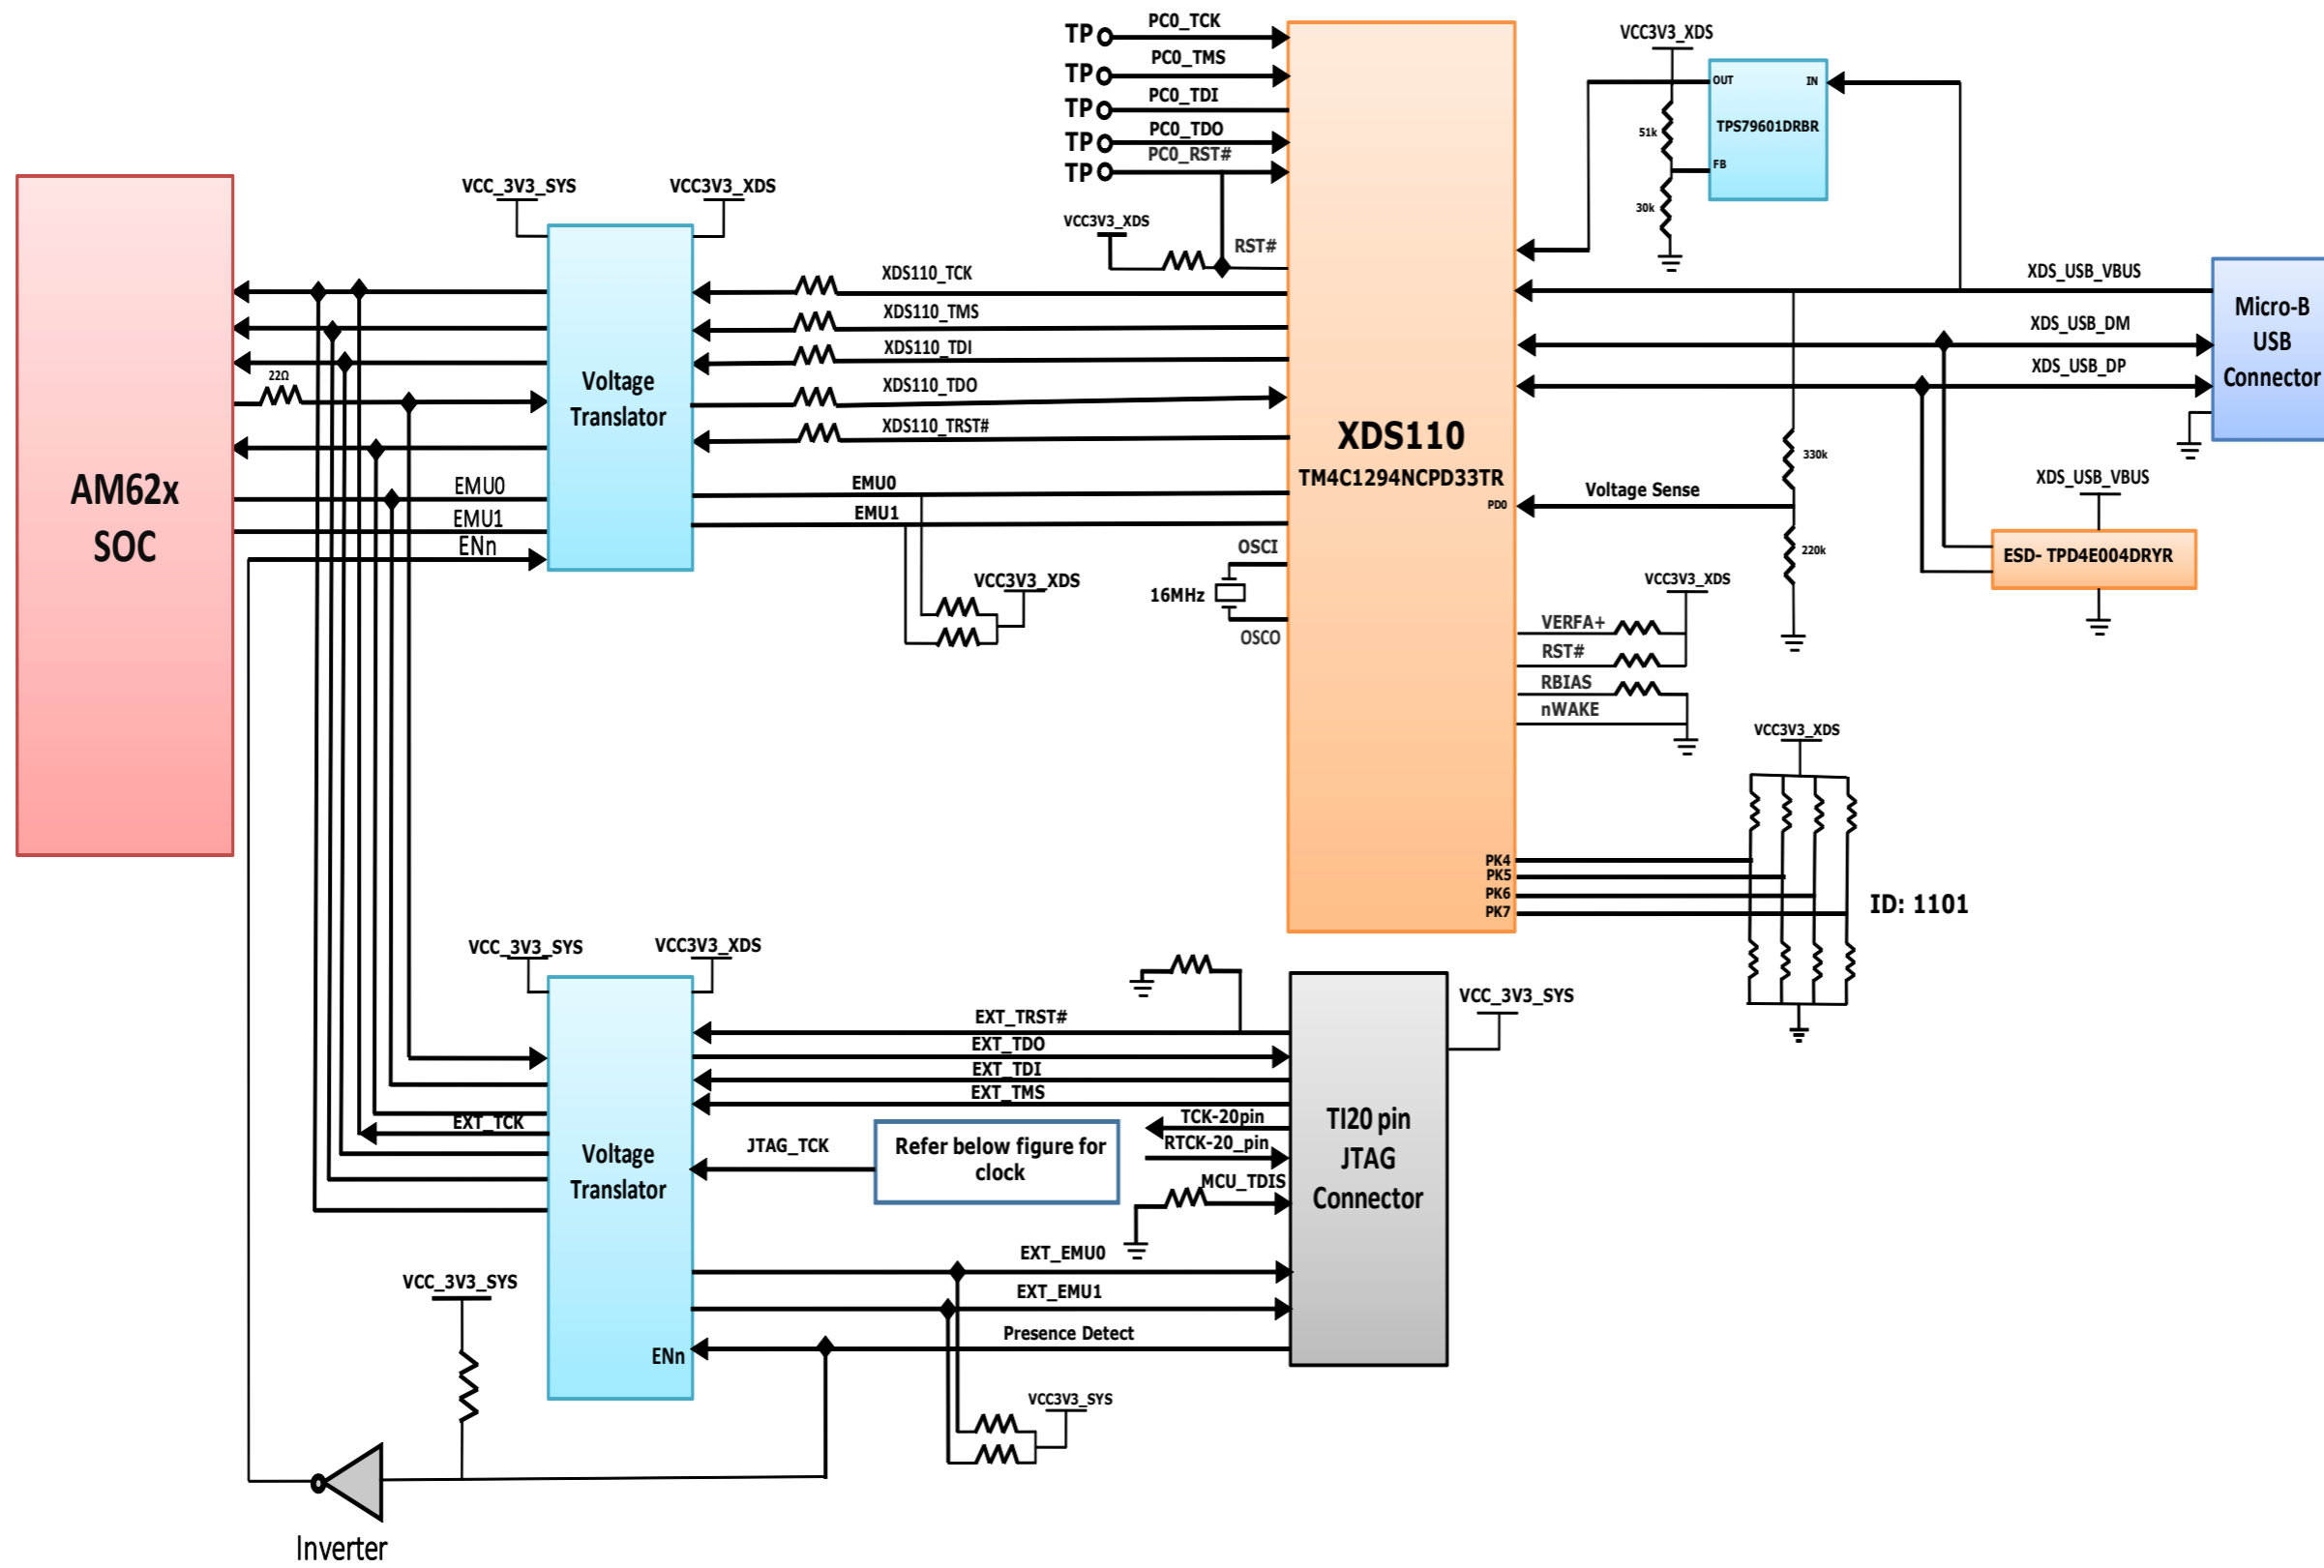 TP
PC0_TCK
TP
PC0_TMS
TP
PC0_TDI
TP
PC0_TDO
TP
PC0_RST#
VCC3V3_XDS
RST#
VCC3V3_XDS
OUT
IN
TPS79601DRBR
FB
51k
30k
AM62x
SOC
VCC_3V3_SYS
VCC3V3_XDS
Voltage
Translator
22Ω
EMU0
EMU1
ENn
XDS110_TCK
XDS110_TMS
XDS110_TDI
XDS110_TDO
XDS110_TRST#
EMU0
EMU1
VCC3V3_XDS
OSCI
16MHz
OSCO
XDS110
TM4C1294NCPD33TR
PD0
Voltage Sense
330k
220k
XDS_USB_VBUS
XDS_USB_DM
XDS_USB_DP
Micro-B
USB
Connector
XDS_USB_VBUS
ESD- TPD4E004DRYR
VCC3V3_XDS
VERFA+
RST#
RBIAS
nWAKE
VCC3V3_XDS
PK4
PK5
PK6
PK7
ID: 1101
VCC_3V3_SYS
VCC3V3_XDS
Voltage
Translator
EXT_TCK
ENn
EXT_TRST#
EXT_TDO
EXT_TDI
EXT_TMS
TCK-20pin
RTCK-20_pin
JTAG_TCK
Refer below figure for
clock
MCU_TDIS
EXT_EMU0
EXT_EMU1
Presence Detect
TI20 pin
JTAG
Connector
VCC_3V3_SYS
VCC3V3_SYS
VCC_3V3_SYS
Inverter